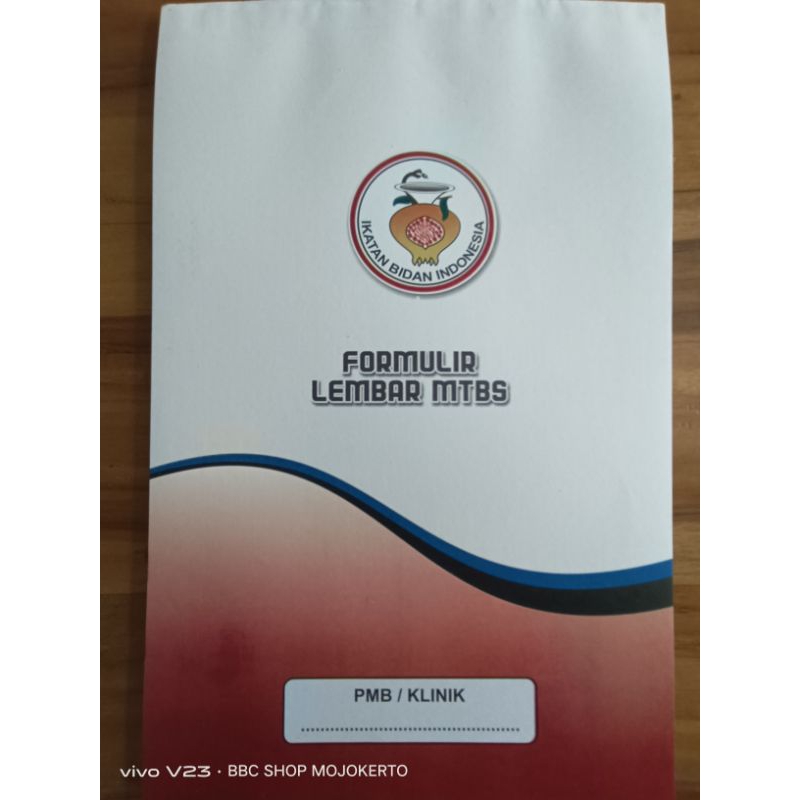 IKATAN BIDAN INDONESIA
FORMULIR
LEMBAR MTBS
PMB / KLINIK
vivo V23 · BBC SHOP MOJOKERTO